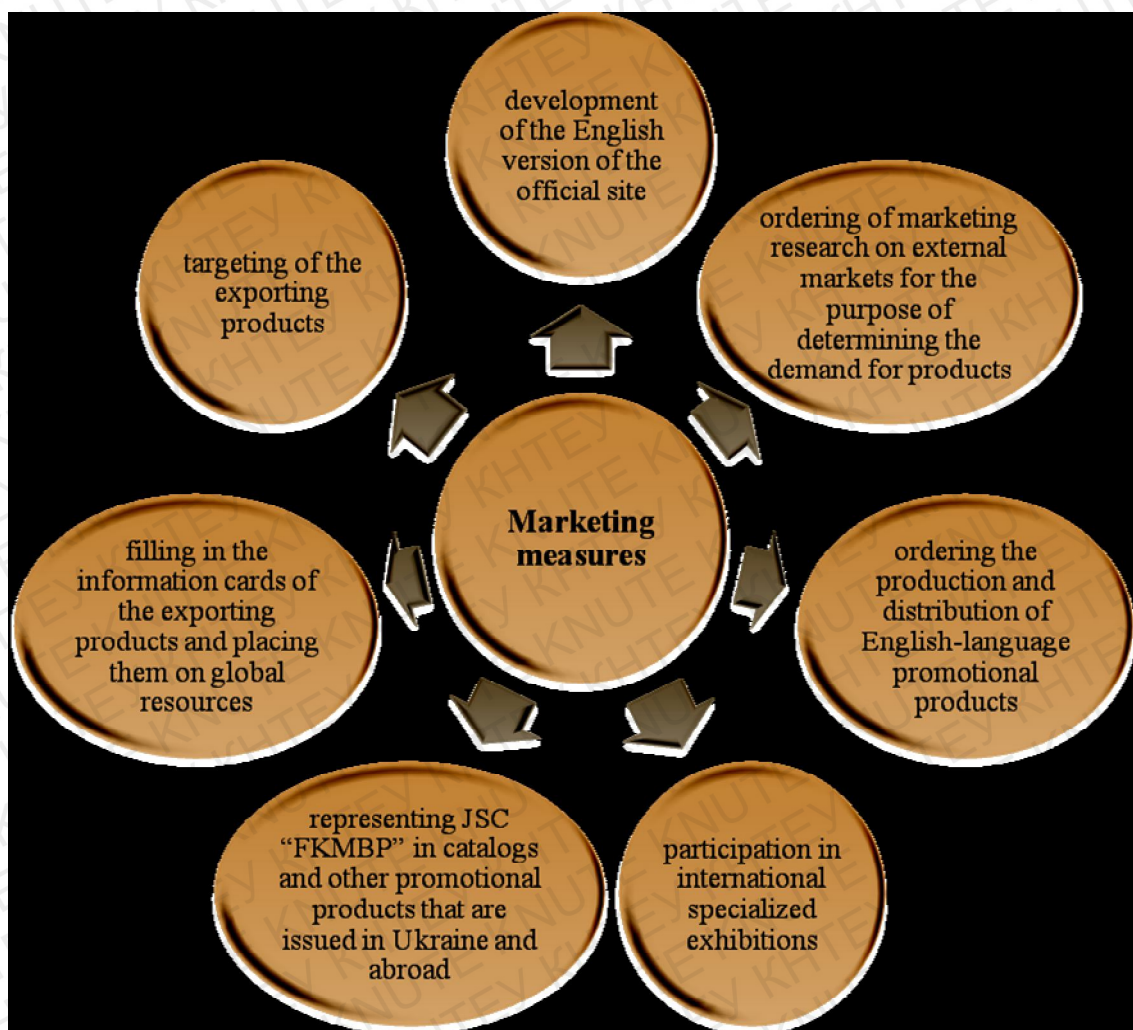 development
of the English
version of the
official site
ordering of marketing
research on external
markets for the
purpose of
determining the
demand for products
ordering the
production and
distribution of
English-language
promotional
products
participation in
international
specialized
exhibitions
representing JSC
“FKMBP” in catalogs
and other promotional
products that are
issued in Ukraine and
abroad
filling in the
information cards of
the exporting
products and placing
them on global
resources
targeting of the
exporting
products
Marketing
measures